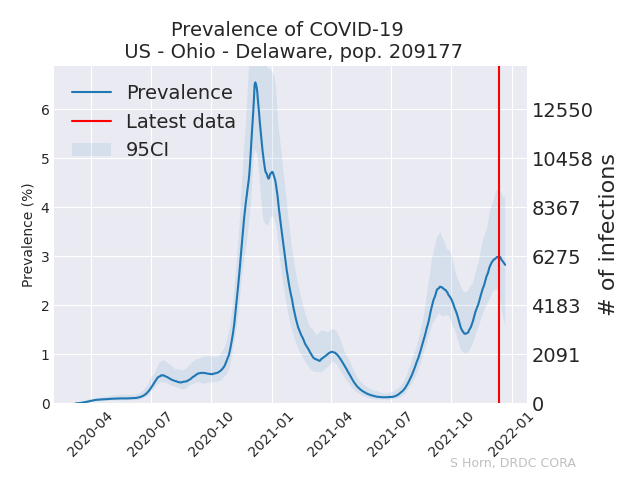 Prevalence of COVID-19
US - Ohio - Delaware, pop. 209177
Prevalence
Latest data
95CI
Prevalence (%)
6
5
4
3
2
1
0
12550
10458
8367
6275
4183
2091
0
# of infections
2020-04
2020-07
2020-10
2021-01
2021-04
2021-07
2021-10
2022-01
S Horn, DRDC CORA